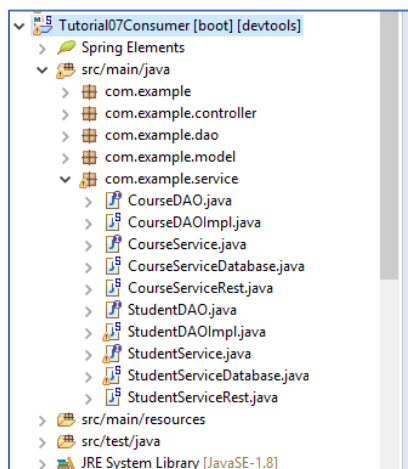 Tutorial07Consumer [boot] [devtools]
Spring Elements
src/main/java
com.example
com.example.controller
com.example.dao
com.example.model
com.example.service
CourseDAO.java
CourseDAOImpl.java
CourseService.java
CourseServiceDatabase.java
CourseServiceRest.java
StudentDAO.java
StudentDAOImpl.java
StudentService.java
StudentServiceDatabase.java
StudentServiceRest.java
src/main/resources
src/test/java
JRE System Library [JavaSE-1.8]